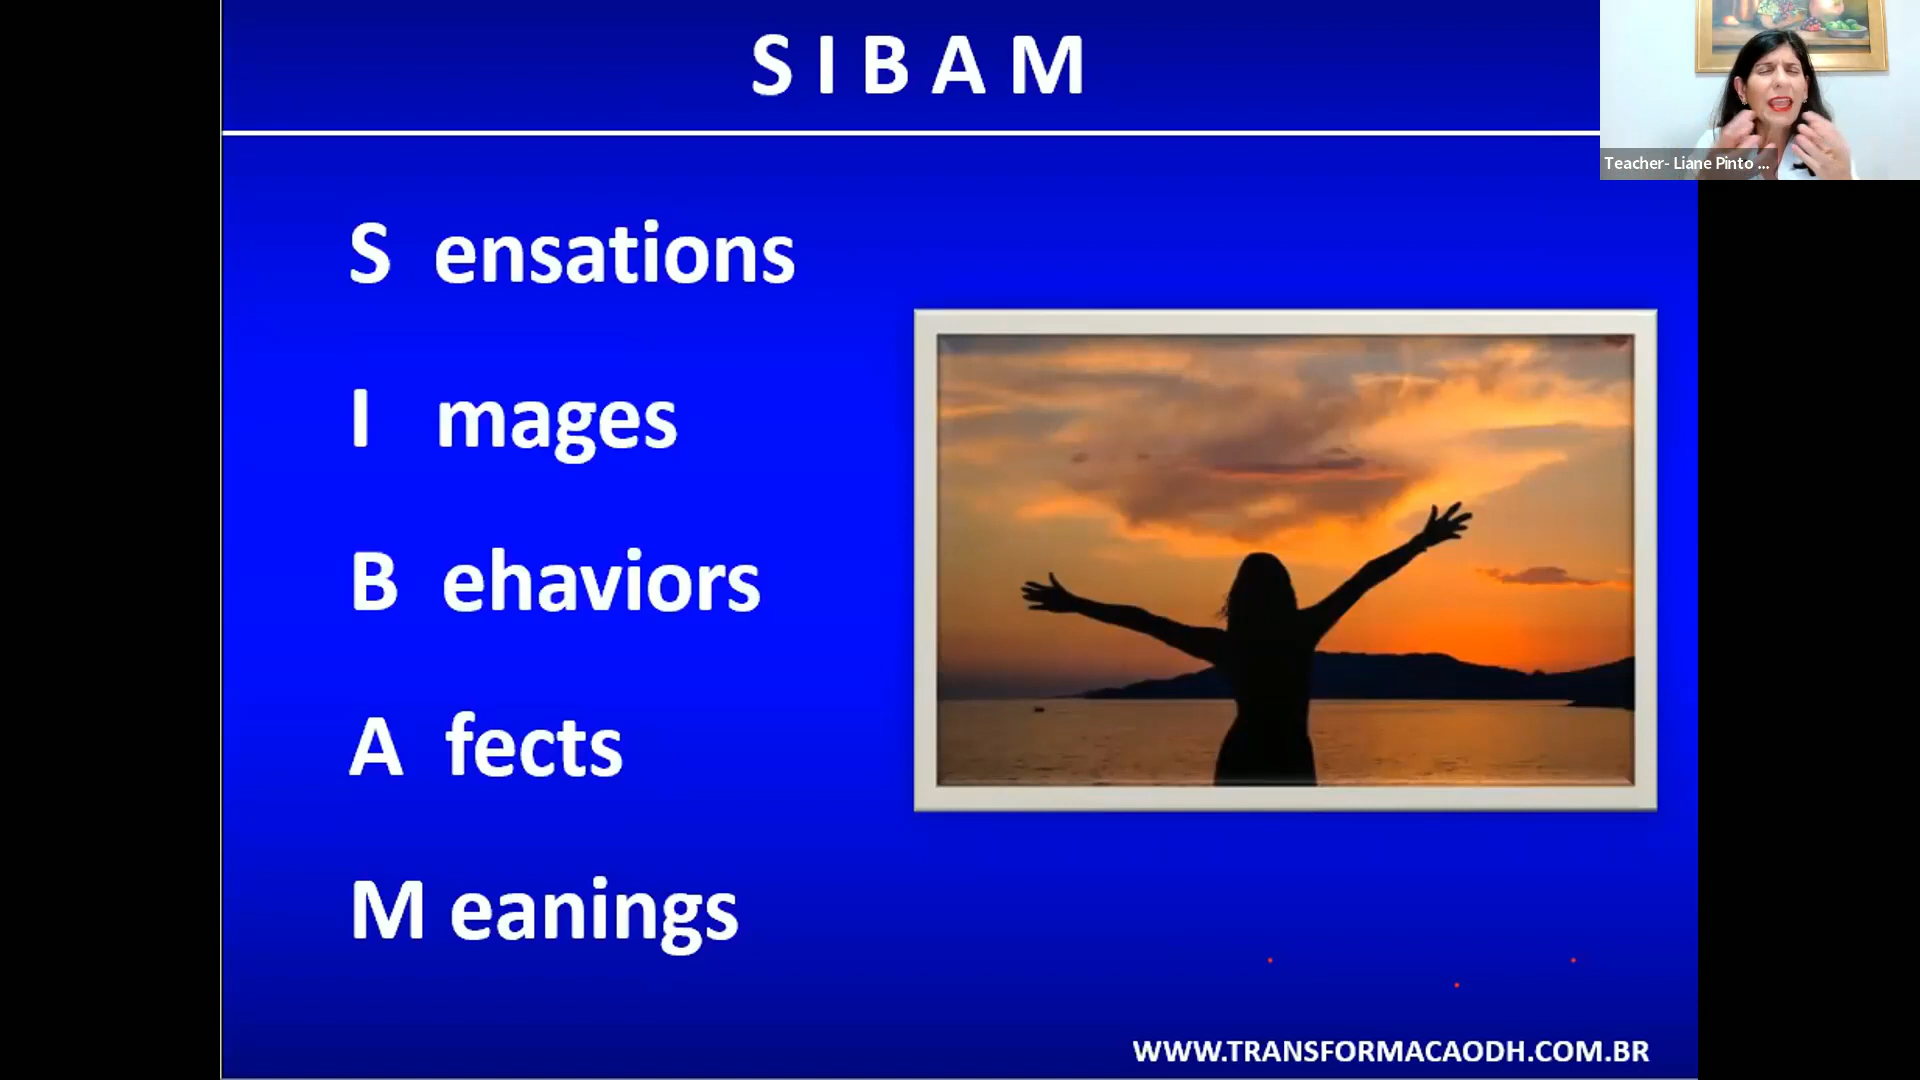 S I B A M
Teacher- Liane Pinto ...
S ensations
I mages
B ehaviors
A fects
M eanings
WWW.TRANSFORMACAODH.COM.BR